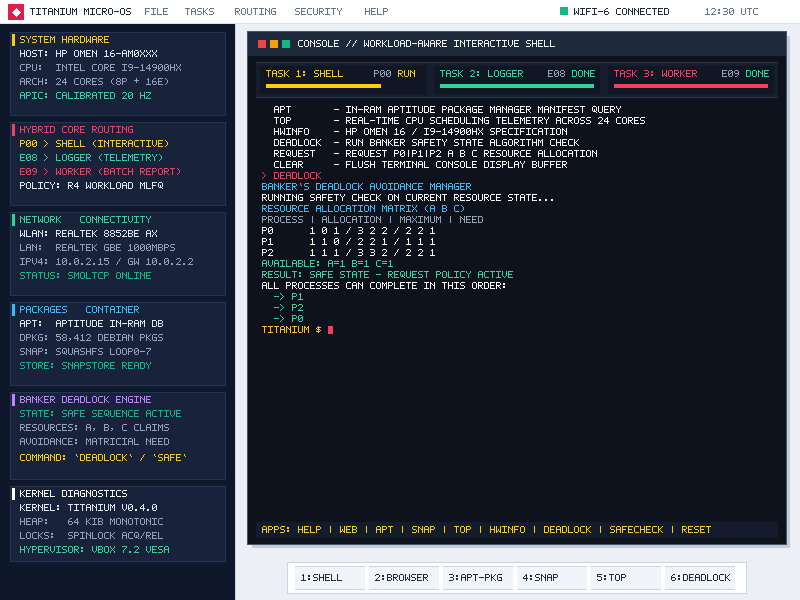 TITANIUM MICRO-OS FILE TASKS ROUTING SECURITY HELP WIFI-6 CONNECTED 12:30 UTC
SYSTEM HARDWARE
HOST: HP OMEN 16-AM0XXX
CPU: INTEL CORE I9-14900HX
ARCH: 24 CORES (8P + 16E)
APIC: CALIBRATED 20 HZ
HYBRID CORE ROUTING
P00 > SHELL (INTERACTIVE)
E08 > LOGGER (TELEMETRY)
E09 > WORKER (BATCH REPORT)
POLICY: R4 WORKLOAD MLFQ
NETWORK CONNECTIVITY
WLAN: REALTEK 8852BE AX
LAN: REALTEK GBE 1000MBPS
IPV4: 10.0.2.15 / GW 10.0.2.2
STATUS: SMOLTCP ONLINE
PACKAGES CONTAINER
APT: APTITUDE IN-RAM DB
DPKG: 58,412 DEBIAN PKGS
SNAP: SQUASHFS LOOP0-7
STORE: SNAPSTORE READY
BANKER DEADLOCK ENGINE
STATE: SAFE SEQUENCE ACTIVE
RESOURCES: A, B, C CLAIMS
AVOIDANCE: MATRICIAL NEED
COMMAND: `DEADLOCK` / `SAFE`
KERNEL DIAGNOSTICS
KERNEL: TITANIUM V0.4.0
HEAP: 64 KIB MONOTONIC
LOCKS: SPINLOCK ACQ/REL
HYPERVISOR: VBOX 7.2 VESA
CONSOLE // WORKLOAD-AWARE INTERACTIVE SHELL
TASK 1: SHELL P00 RUN
TASK 2: LOGGER E08 DONE
TASK 3: WORKER E09 DONE
APT - IN-RAM APTITUDE PACKAGE MANAGER MANIFEST QUERY
TOP - REAL-TIME CPU SCHEDULING TELEMETRY ACROSS 24 CORES
HWINFO - HP OMEN 16 / I9-14900HX SPECIFICATION
DEADLOCK - RUN BANKER SAFETY STATE ALGORITHM CHECK
REQUEST - REQUEST P0|P1|P2 A B C RESOURCE ALLOCATION
CLEAR - FLUSH TERMINAL CONSOLE DISPLAY BUFFER
> DEADLOCK
BANKER'S DEADLOCK AVOIDANCE MANAGER
RUNNING SAFETY CHECK ON CURRENT RESOURCE STATE...
RESOURCE ALLOCATION MATRIX (A B C)
PROCESS | ALLOCATION | MAXIMUM | NEED
P0 1 0 1 / 3 2 2 / 2 2 1
P1 1 1 0 / 2 2 1 / 1 1 1
P2 1 1 1 / 3 3 2 / 2 2 1
AVAILABLE: A=1 B=1 C=1
RESULT: SAFE STATE - REQUEST POLICY ACTIVE
ALL PROCESSES CAN COMPLETE IN THIS ORDER:
-> P1
-> P2
-> P0
TITANIUM $
APPS: HELP | WEB | APT | SNAP | TOP | HWINFO | DEADLOCK | SAFECHECK | RESET
1:SHELL 2:BROWSER 3:APT-PKG 4:SNAP 5:TOP 6:DEADLOCK